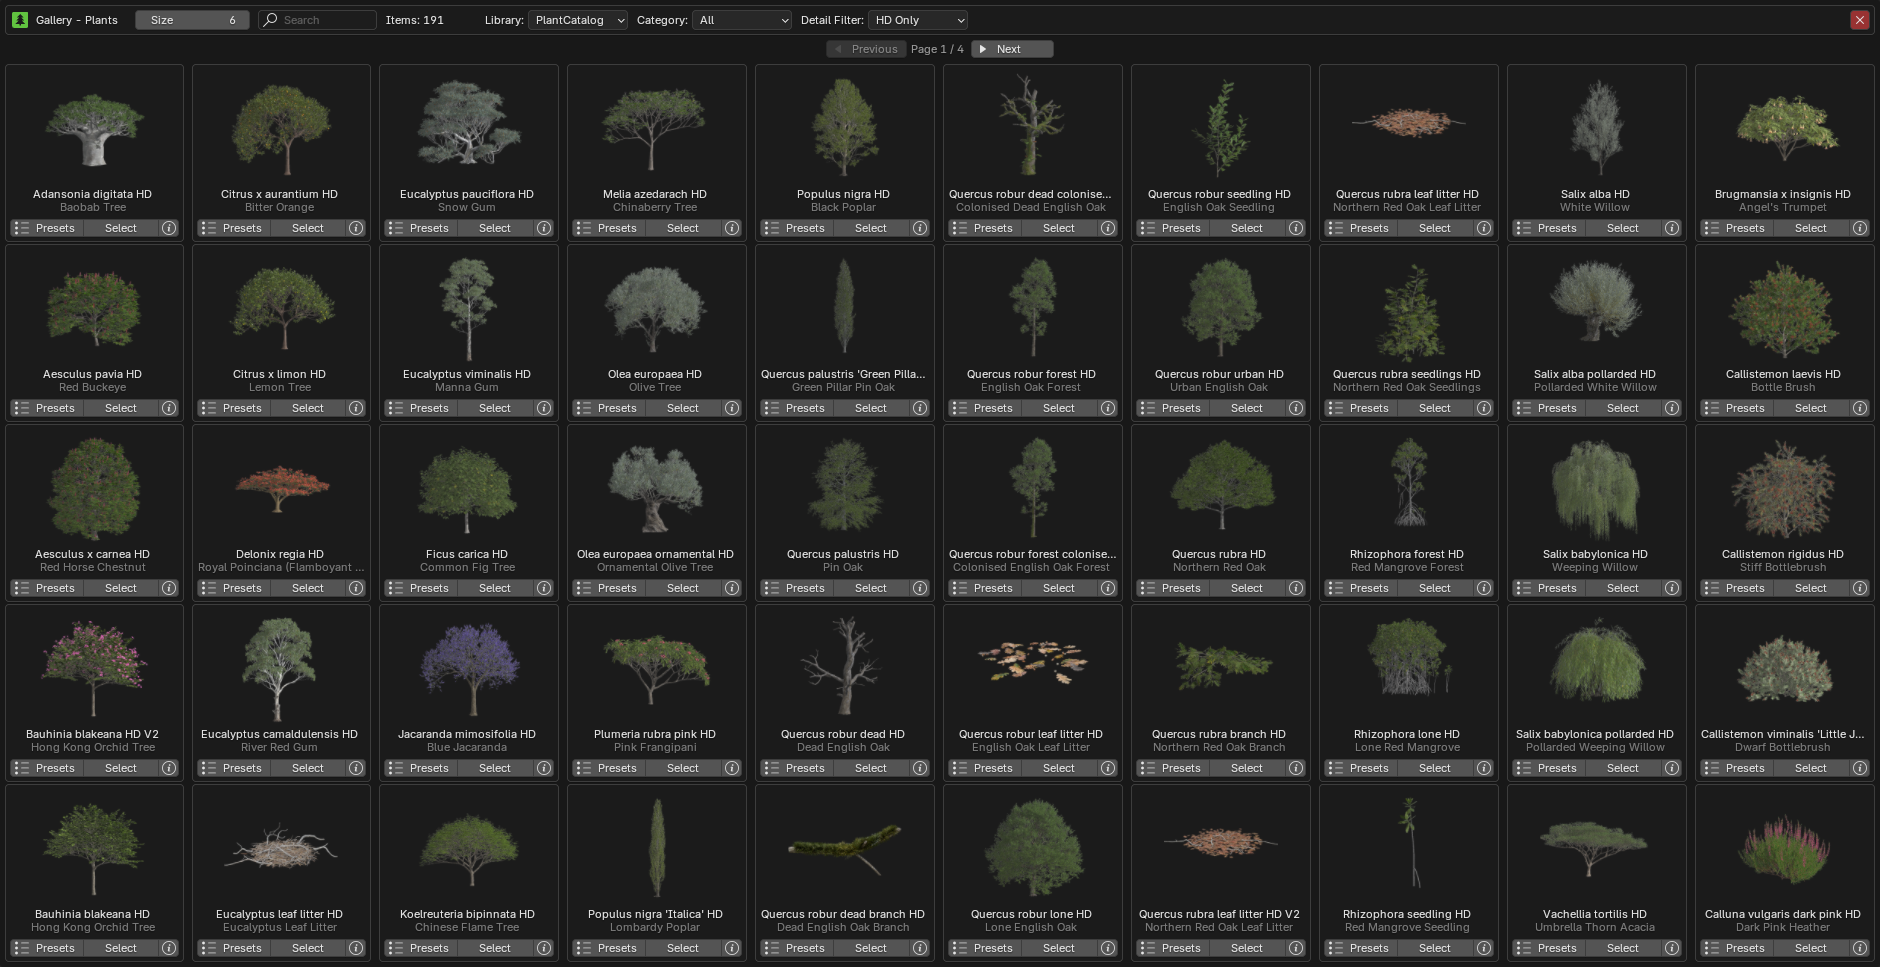 Gallery - Plants Size 6 Search Items: 191 Library: PlantCatalog Category: All Detail Filter: HD Only
Previous Page 1 / 4 Next
Adansonia digitata HD Citrus x aurantium HD Eucalyptus pauciflora HD Melia azedarach HD Populus nigra HD Quercus robur dead colonise... Quercus robur seedling HD Quercus rubra leaf litter HD Salix alba HD Brugmansia x insignis HD
Baobab Tree Bitter Orange Snow Gum Chinaberry Tree Black Poplar Colonised Dead English Oak English Oak Seedling Northern Red Oak Leaf Litter White Willow Angel's Trumpet
Presets Select Presets Select Presets Select Presets Select Presets Select Presets Select Presets Select Presets Select Presets Select Presets Select
Aesculus pavia HD Citrus x limon HD Eucalyptus viminalis HD Olea europaea HD Quercus palustris 'Green Pilla... Quercus robur forest HD Quercus robur urban HD Quercus rubra seedlings HD Salix alba pollarded HD Callistemon laevis HD
Red Buckeye Lemon Tree Manna Gum Olive Tree Green Pillar Pin Oak English Oak Forest Urban English Oak Northern Red Oak Seedlings Pollarded White Willow Bottle Brush
Presets Select Presets Select Presets Select Presets Select Presets Select Presets Select Presets Select Presets Select Presets Select Presets Select
Aesculus x carnea HD Delonix regia HD Ficus carica HD Olea europaea ornamental HD Quercus palustris HD Quercus robur forest colonise... Quercus rubra HD Rhizophora forest HD Salix babylonica HD Callistemon rigidus HD
Red Horse Chestnut Royal Poinciana (Flamboyant ... Common Fig Tree Ornamental Olive Tree Pin Oak Colonised English Oak Forest Northern Red Oak Red Mangrove Forest Weeping Willow Stiff Bottlebrush
Presets Select Presets Select Presets Select Presets Select Presets Select Presets Select Presets Select Presets Select Presets Select Presets Select
Bauhinia blakeana HD V2 Eucalyptus camaldulensis HD Jacaranda mimosifolia HD Plumeria rubra pink HD Quercus robur dead HD Quercus robur leaf litter HD Quercus rubra branch HD Rhizophora lone HD Salix babylonica pollarded HD Callistemon viminalis 'Little J...
Hong Kong Orchid Tree River Red Gum Blue Jacaranda Pink Frangipani Dead English Oak English Oak Leaf Litter Northern Red Oak Branch Lone Red Mangrove Pollarded Weeping Willow Dwarf Bottlebrush
Presets Select Presets Select Presets Select Presets Select Presets Select Presets Select Presets Select Presets Select Presets Select Presets Select
Bauhinia blakeana HD Eucalyptus leaf litter HD Koelreuteria bipinnata HD Populus nigra 'Italica' HD Quercus robur dead branch HD Quercus robur lone HD Quercus rubra leaf litter HD V2 Rhizophora seedling HD Vachellia tortilis HD Calluna vulgaris dark pink HD
Hong Kong Orchid Tree Eucalyptus Leaf Litter Chinese Flame Tree Lombardy Poplar Dead English Oak Branch Lone English Oak Northern Red Oak Leaf Litter Red Mangrove Seedling Umbrella Thorn Acacia Dark Pink Heather
Presets Select Presets Select Presets Select Presets Select Presets Select Presets Select Presets Select Presets Select Presets Select Presets Select